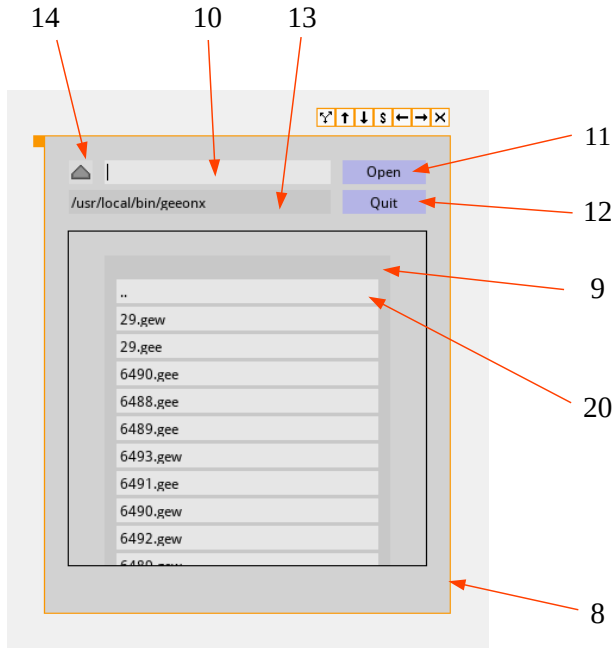 14 10 13
$
11
Open
/usr/local/bin/geeonx
Quit
12
9
..
29.gew
29.gee
6490.gee
6488.gee
20
6489.gee
6493.gew
6491.gee
6490.gew
6492.gew
8